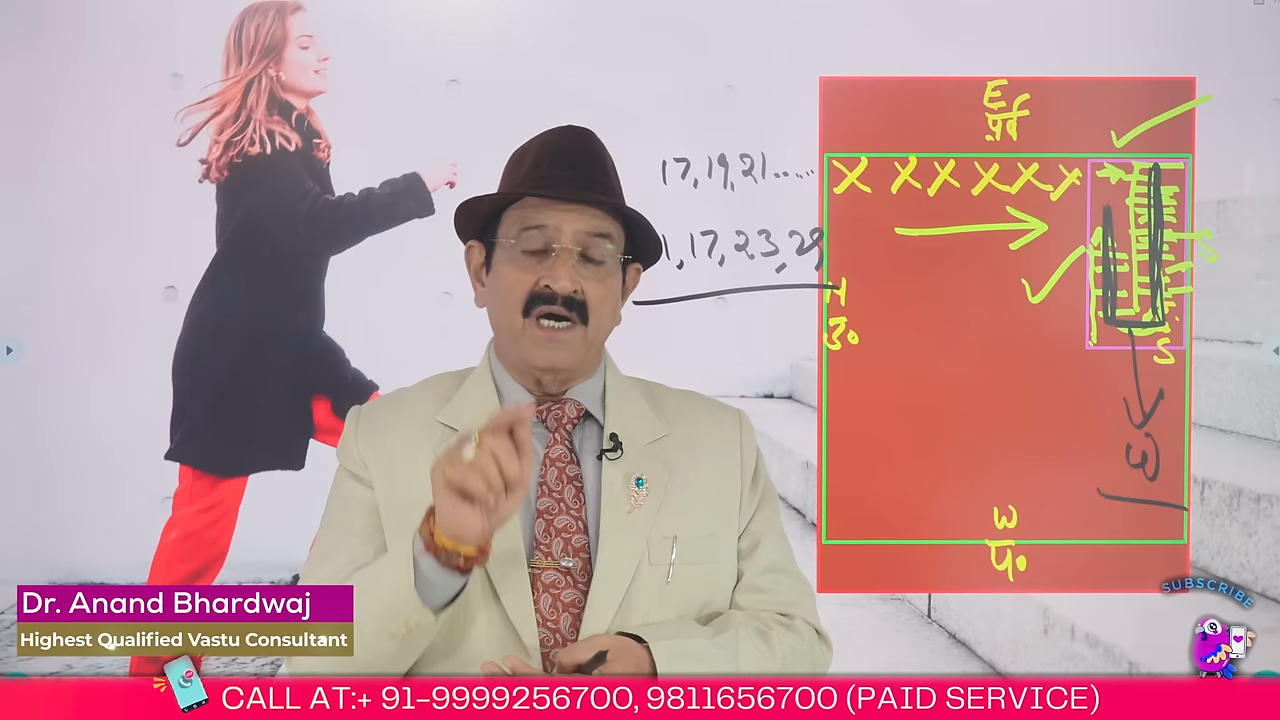 17, 19, 21......
1, 17, 23, 29
E
पूर्व
X X X X X X
S
उ०
S
W
प०
Dr. Anand Bhardwaj
Highest Qualified Vastu Consultant
SUBSCRIBE
CALL AT:+ 91-9999256700, 9811656700 (PAID SERVICE)